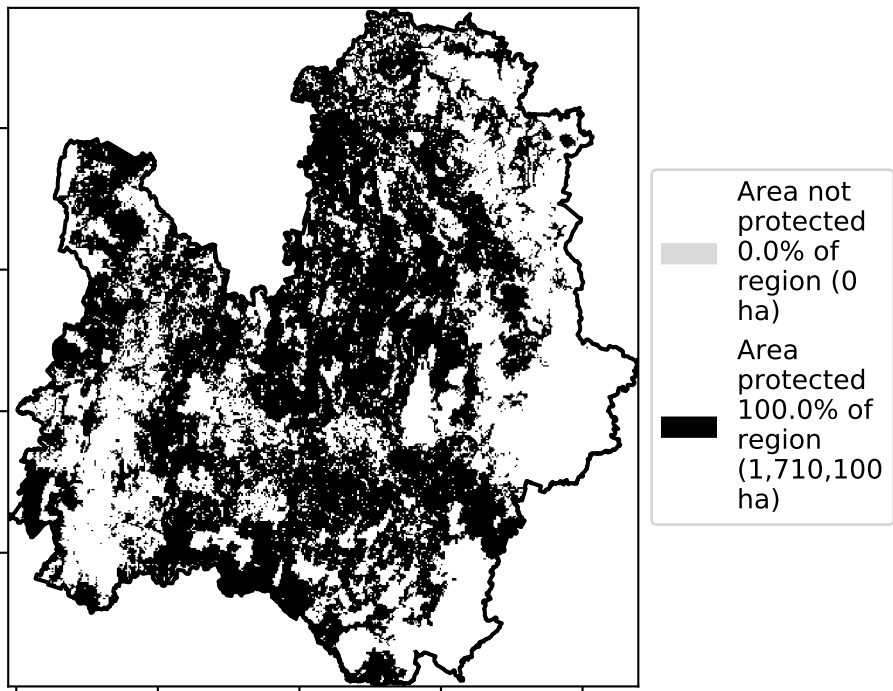 Area not
protected
0.0% of
region (0
ha)
Area
protected
100.0% of
region
(1,710,100
ha)